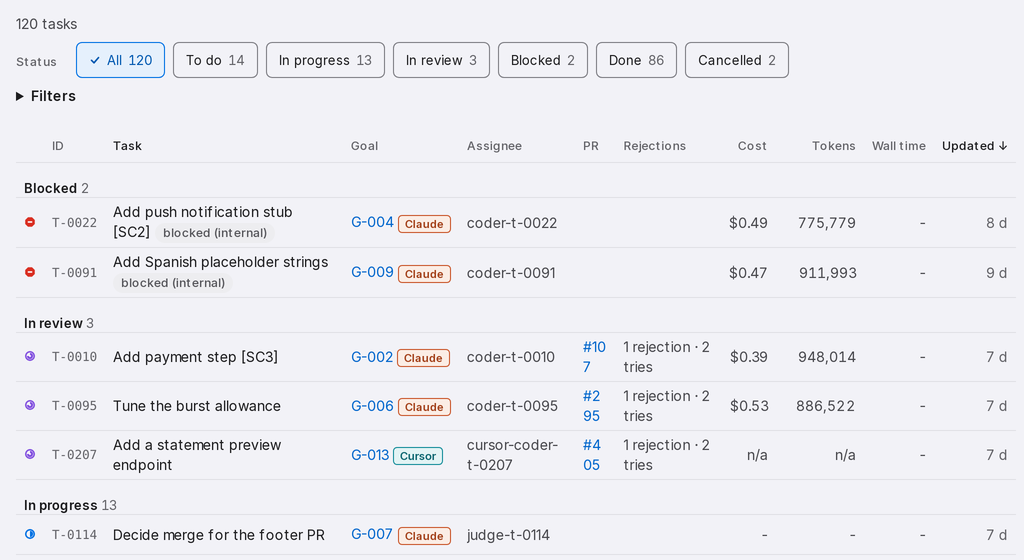 120 tasks
Status All 120 To do 14 In progress 13 In review 3 Blocked 2 Done 86 Cancelled 2
Filters
ID Task Goal Assignee PR Rejections Cost Tokens Wall time Updated ↓
Blocked 2
T-0022 Add push notification stub [SC2] blocked (internal) G-004 Claude coder-t-0022 $0.49 775,779 - 8 d
T-0091 Add Spanish placeholder strings blocked (internal) G-009 Claude coder-t-0091 $0.47 911,993 - 9 d
In review 3
T-0010 Add payment step [SC3] G-002 Claude coder-t-0010 #107 1 rejection · 2 tries $0.39 948,014 - 7 d
T-0095 Tune the burst allowance G-006 Claude coder-t-0095 #295 1 rejection · 2 tries $0.53 886,522 - 7 d
T-0207 Add a statement preview endpoint G-013 Cursor cursor-coder-t-0207 #405 1 rejection · 2 tries n/a n/a - 7 d
In progress 13
T-0114 Decide merge for the footer PR G-007 Claude judge-t-0114 - - - 7 d